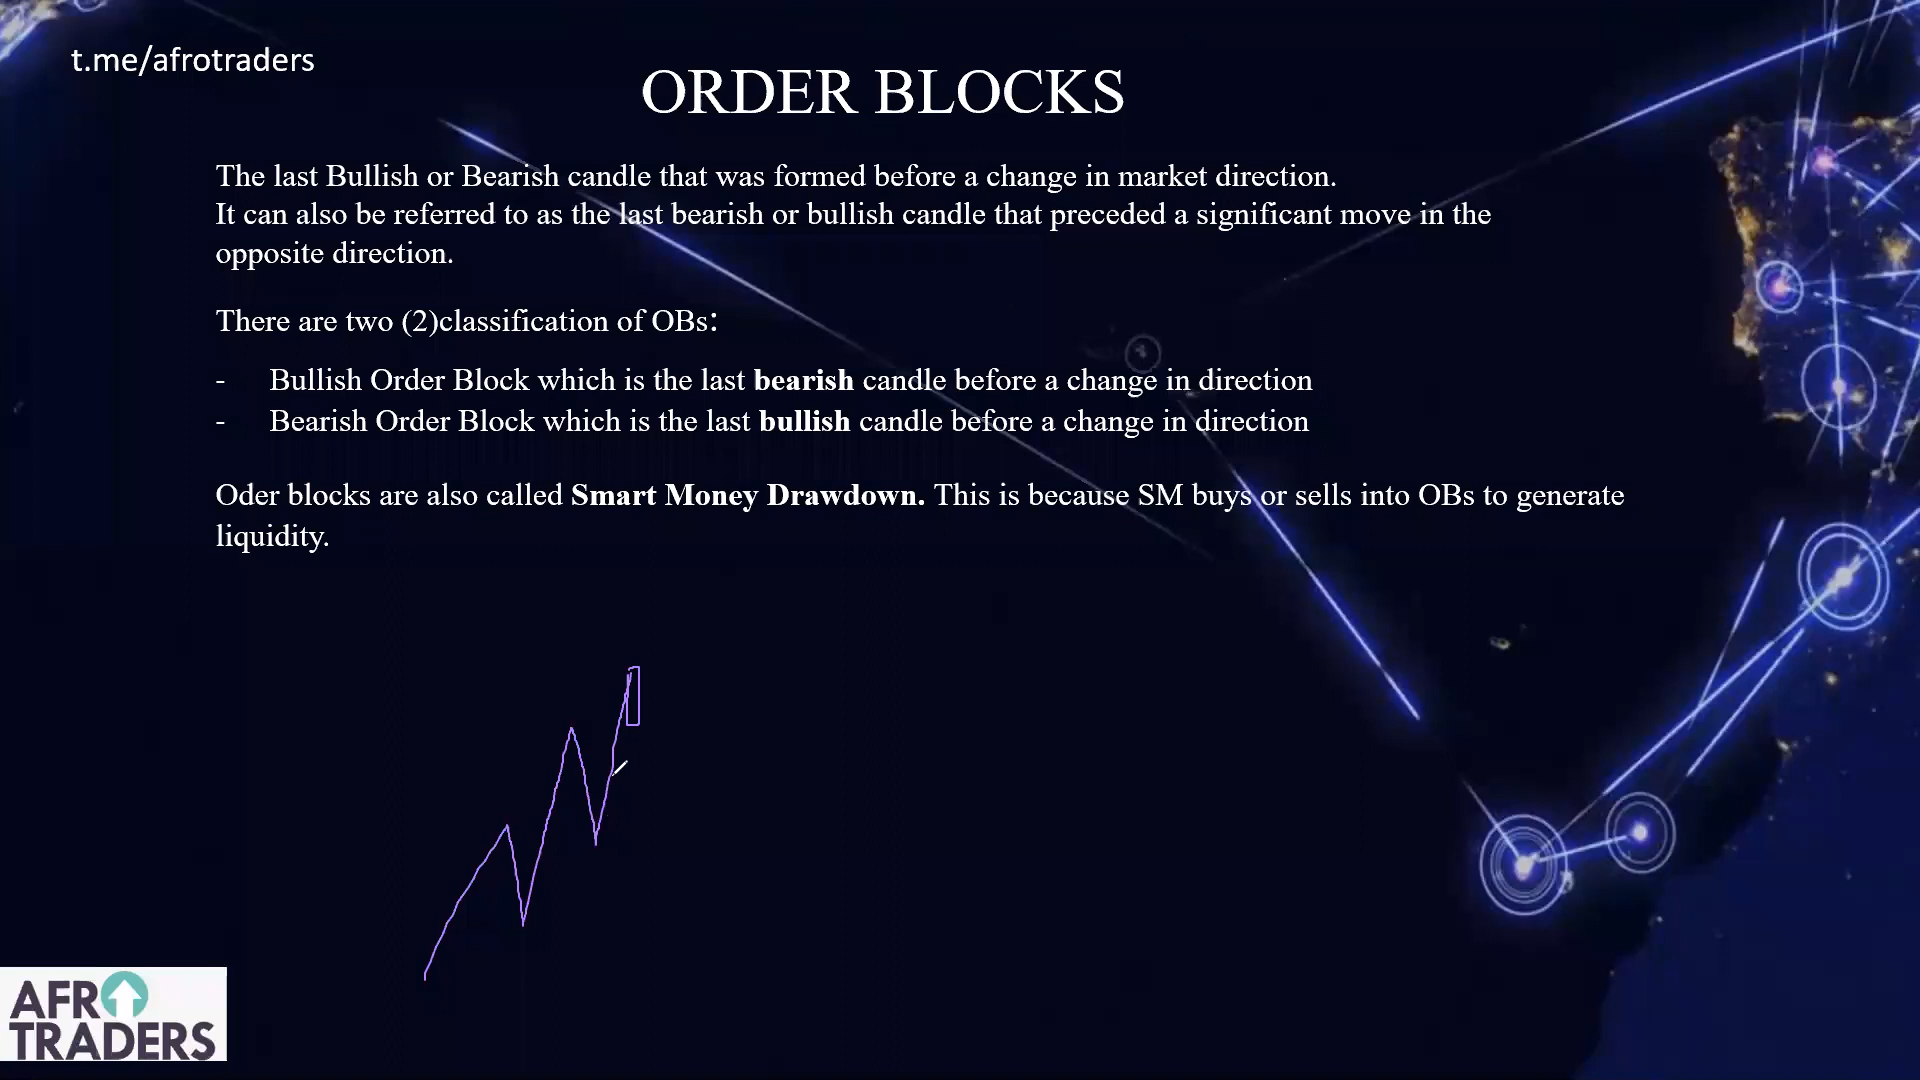 t.me/afrotraders
ORDER BLOCKS
The last Bullish or Bearish candle that was formed before a change in market direction.
It can also be referred to as the last bearish or bullish candle that preceded a significant move in the
opposite direction.
There are two (2)classification of OBs:
- Bullish Order Block which is the last bearish candle before a change in direction
- Bearish Order Block which is the last bullish candle before a change in direction
Oder blocks are also called Smart Money Drawdown. This is because SM buys or sells into OBs to generate
liquidity.
AFRO
TRADERS